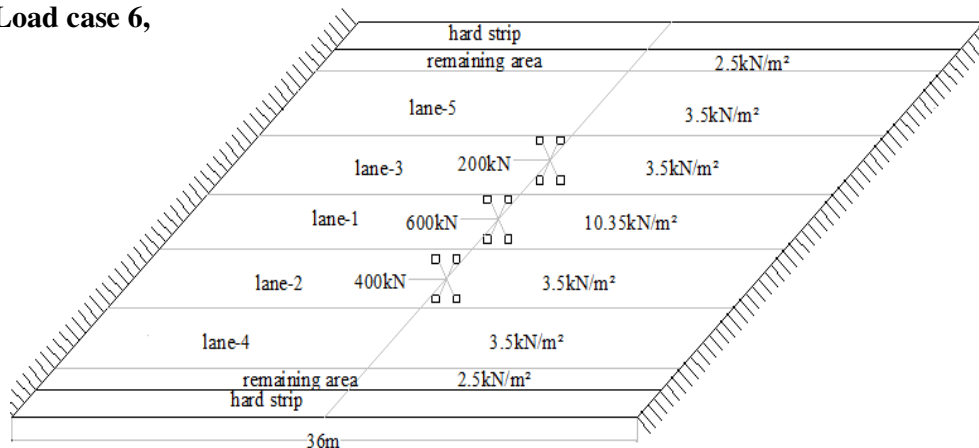 Load case 6,
hard strip
remaining area 2.5kN/m²
lane-5 3.5kN/m²
lane-3 200kN 3.5kN/m²
lane-1 600kN 10.35kN/m²
lane-2 400kN 3.5kN/m²
lane-4 3.5kN/m²
remaining area 2.5kN/m²
hard strip
36m